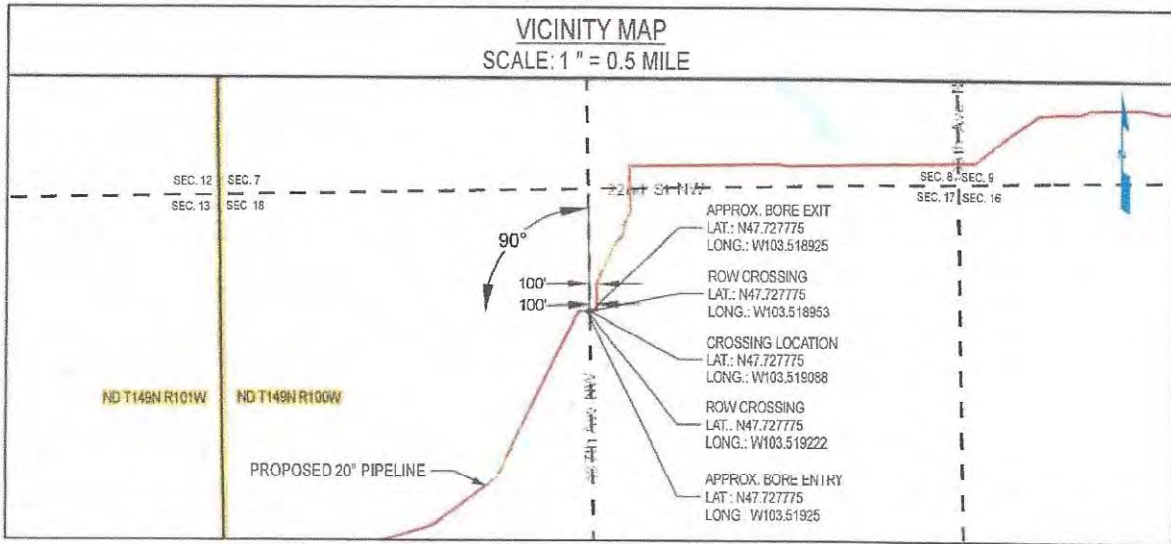 VICINITY MAP
SCALE: 1 " = 0.5 MILE
SEC. 12 SEC. 7
SEC. 13 SEC 18
SEC. 8 SEC. 9
SEC. 17 SEC. 16
90°
APPROX. BORE EXIT
LAT.: N47.727775
LONG.: W103.518925
100'
100'
ROW CROSSING
LAT.: N47.727775
LONG.: W103.518953
CROSSING LOCATION
LAT.: N47.727775
LONG.: W103.519088
ND T149N R101W ND T149N R100W
ROW CROSSING
LAT.: N47.727775
LONG.: W103.519222
PROPOSED 20" PIPELINE
APPROX. BORE ENTRY
LAT : N47.727775
LONG : W103.51925